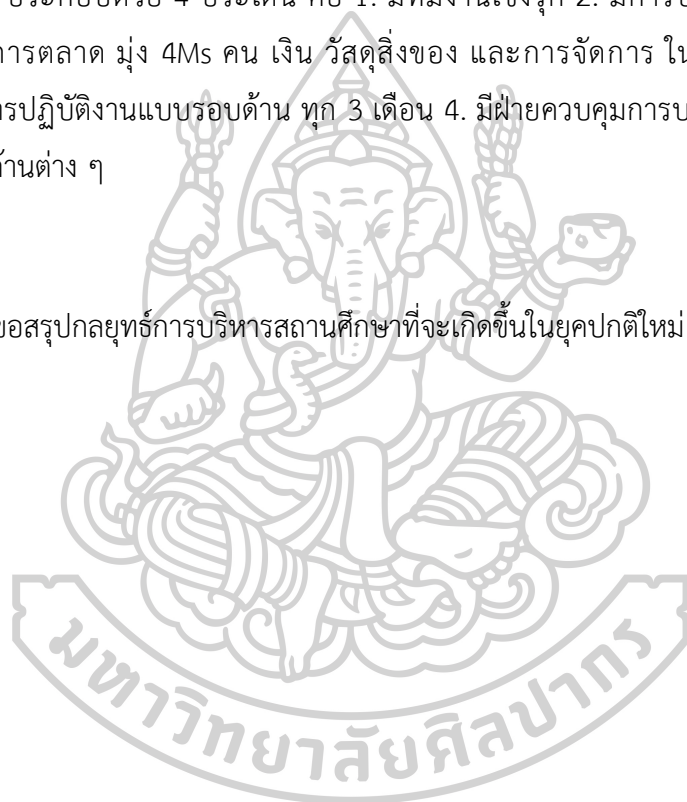 ประกอบด้วย 4 ประเด็น คือ 1. มีทีมงานเชิงรุก 2. มีการ
การตลาด มุ่ง 4Ms คน เงิน วัสดุสิ่งของ และการจัดการ ใน
การปฏิบัติงานแบบรอบด้าน ทุก 3 เดือน 4. มีฝ่ายควบคุมการ
ด้านต่าง ๆ
ขอสรุปกลยุทธ์การบริหารสถานศึกษาที่จะเกิดขึ้นในยุคปกติใหม่
มหาวิทยาลัยศิลปากร